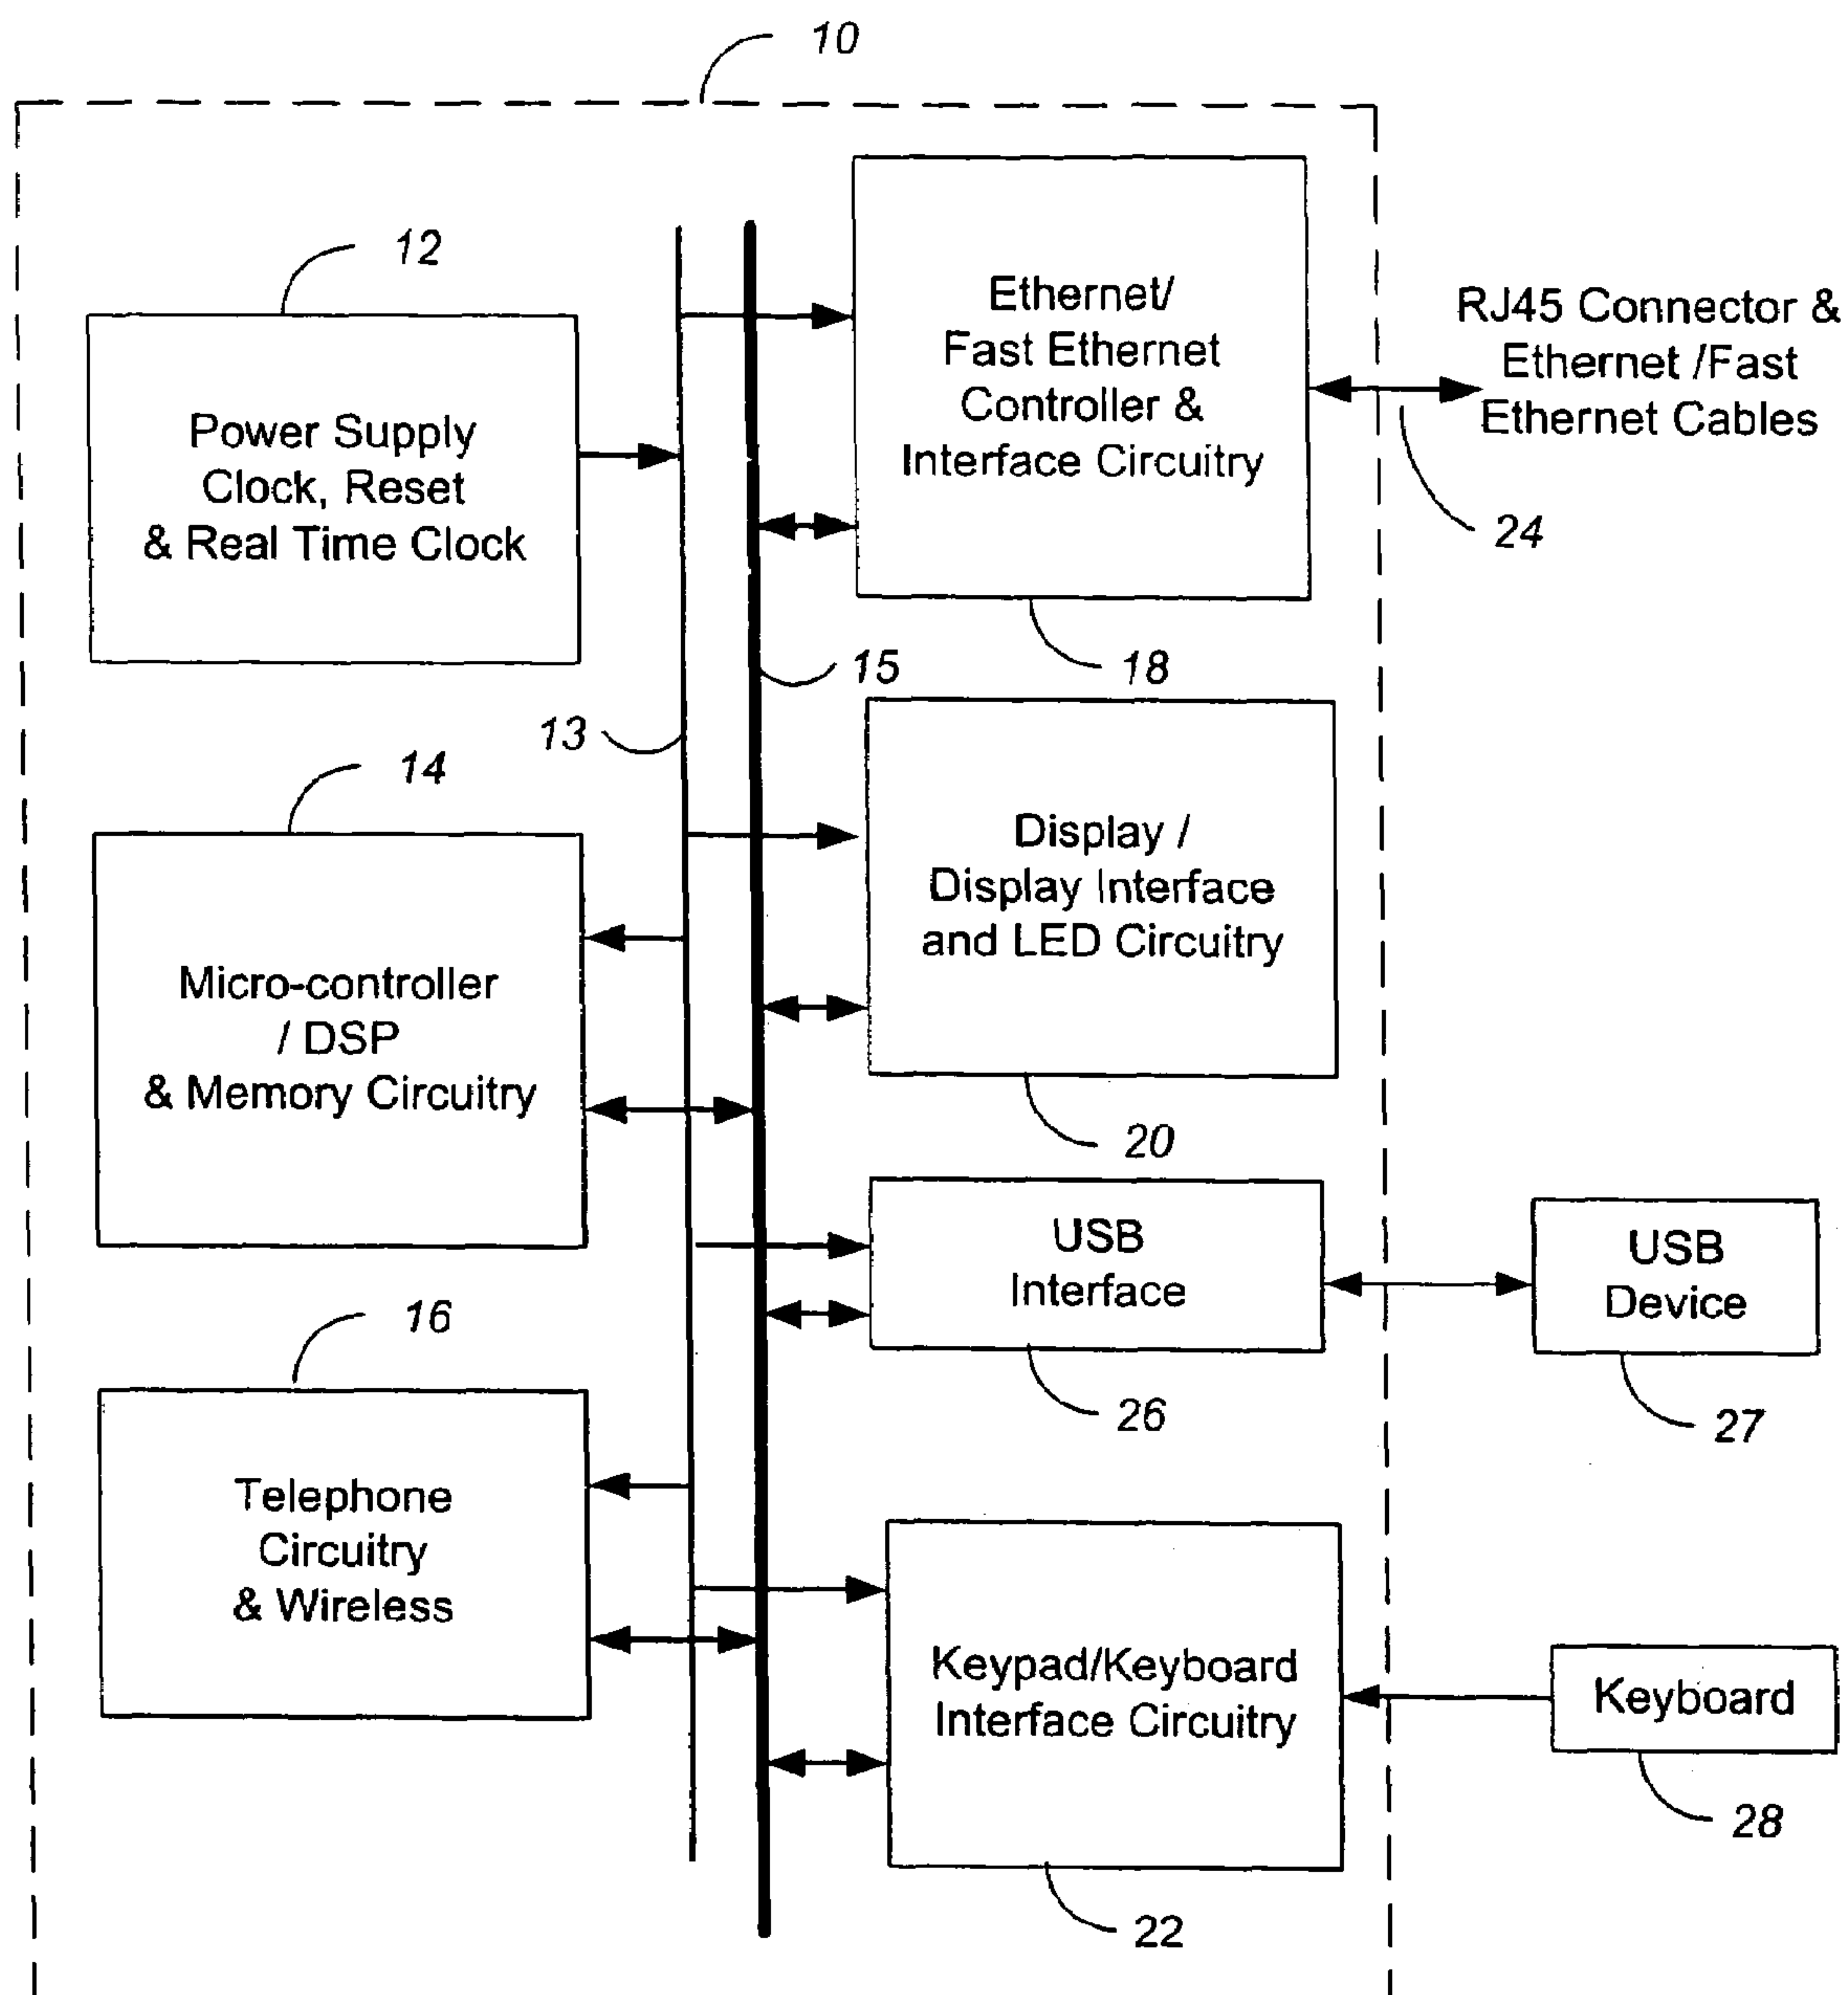 10
12
Power Supply
Clock, Reset
& Real Time Clock
Ethernet/
Fast Ethernet
Controller &
Interface Circuitry
18
RJ45 Connector &
Ethernet /Fast
Ethernet Cables
24
15
13
14
Micro-controller
/ DSP
& Memory Circuitry
Display /
Display Interface
and LED Circuitry
20
USB
Interface
26
USB
Device
27
16
Telephone
Circuitry
& Wireless
Keypad/Keyboard
Interface Circuitry
22
Keyboard
28